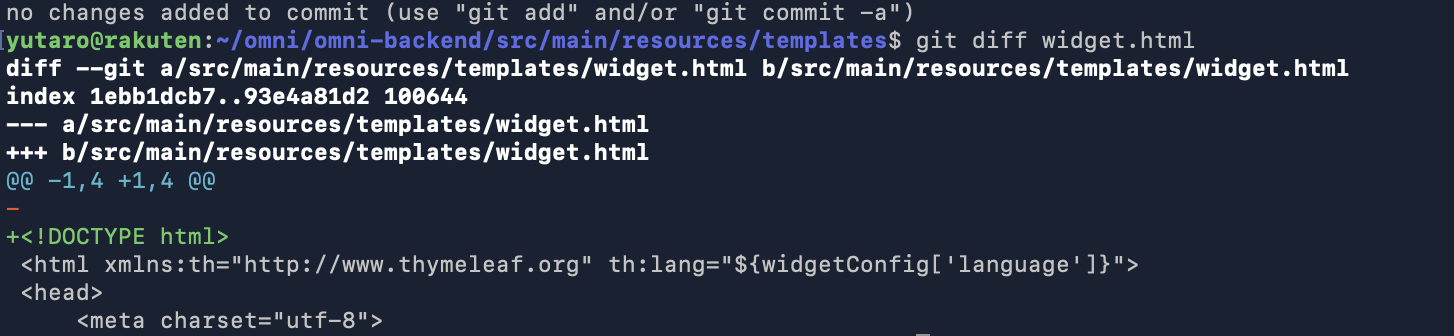 no changes added to commit (use "git add" and/or "git commit -a")
yutaro@rakuten:~/omni/omni-backend/src/main/resources/templates$ git diff widget.html
diff --git a/src/main/resources/templates/widget.html b/src/main/resources/templates/widget.html
index 1ebb1dcb7..93e4a81d2 100644
--- a/src/main/resources/templates/widget.html
+++ b/src/main/resources/templates/widget.html
@@ -1,4 +1,4 @@
-
+<!DOCTYPE html>
 <html xmlns:th="http://www.thymeleaf.org" th:lang="${widgetConfig['language']}">
 <head>
     <meta charset="utf-8">